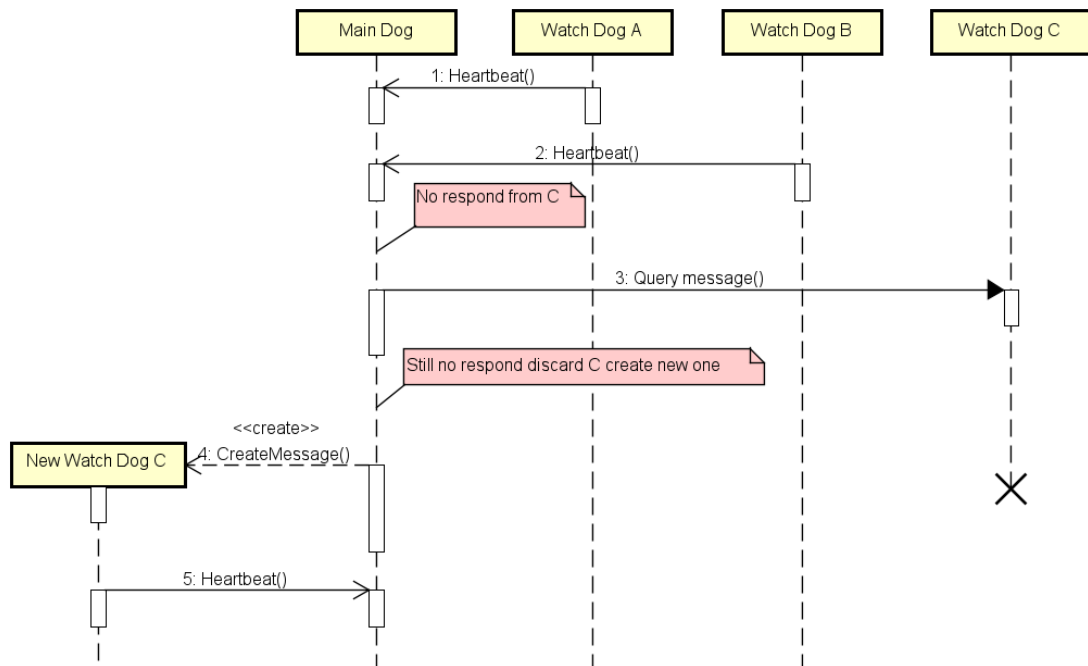 Main Dog
Watch Dog A
Watch Dog B
Watch Dog C
1: Heartbeat()
2: Heartbeat()
No respond from C
3: Query message()
Still no respond discard C create new one
<<create>>
4: CreateMessage()
New Watch Dog C
5: Heartbeat()